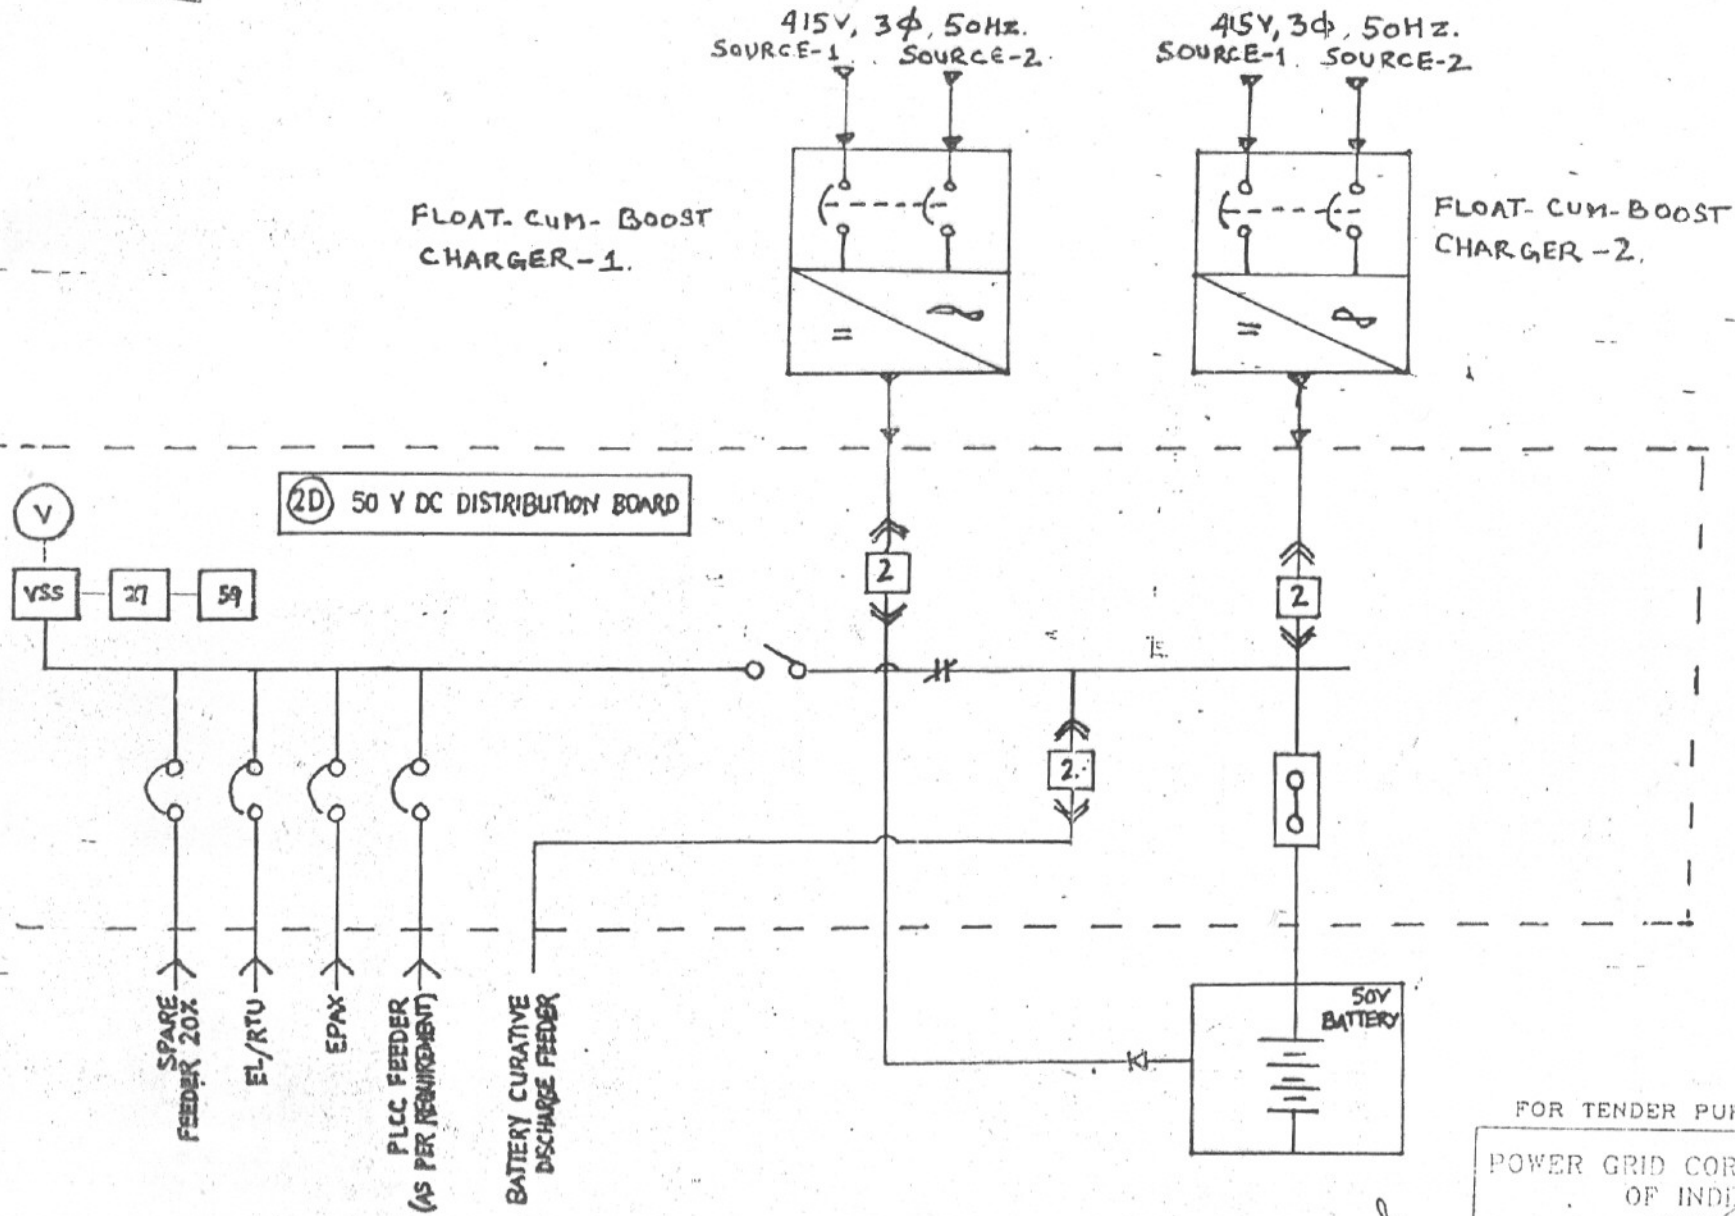 415V, 3ϕ, 50Hz.
SOURCE-1 SOURCE-2
415V, 3ϕ, 50Hz.
SOURCE-1. SOURCE-2
FLOAT-CUM-BOOST
CHARGER-1.
FLOAT-CUM-BOOST
CHARGER-2.
=
=
2D 50 V DC DISTRIBUTION BOARD
V
VSS
27
59
2
2
2
SPARE
FEEDER 20%
EL/RTU
EPAX
PLCC FEEDER
(AS PER REQUIREMENT)
BATTERY CURATIVE
DISCHARGE FEEDER
50V
BATTERY
FOR TENDER
POWER GRID
OF